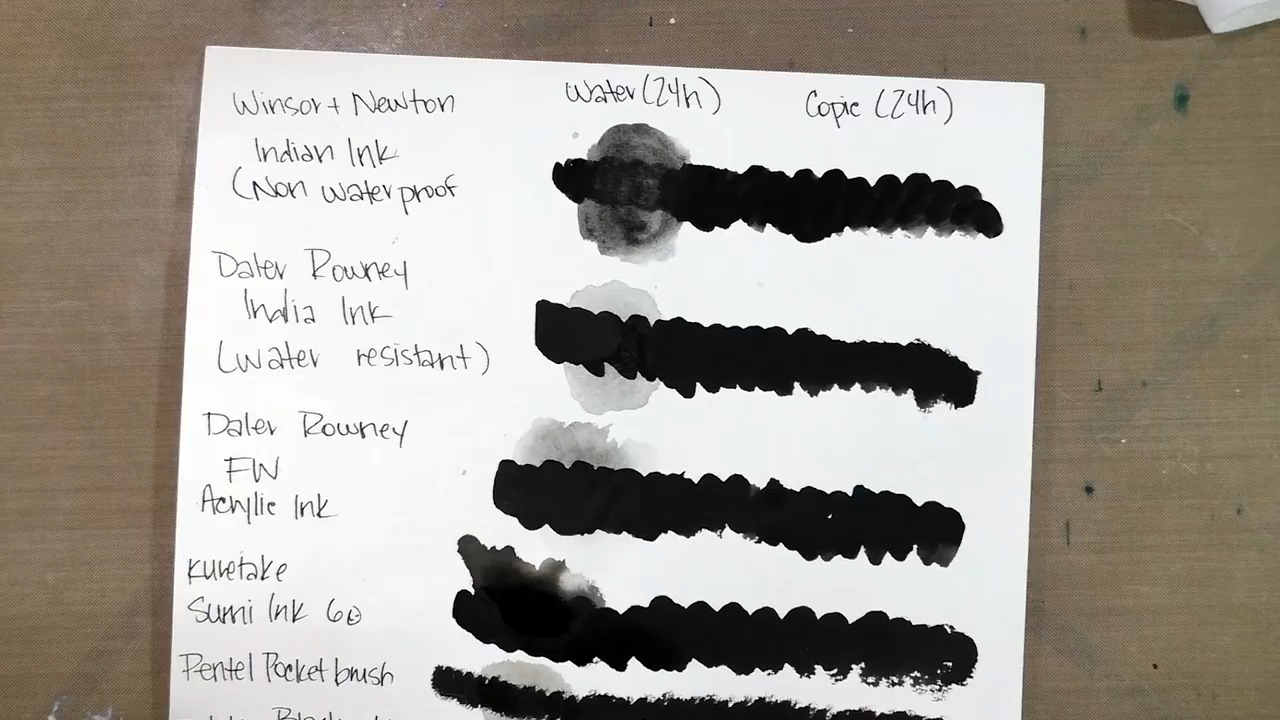 Winsor + Newton
Water (24h)
Copic (24h)
Indian Ink
(Non waterproof
Daler Rowney
India Ink
(water resistant)
Daler Rowney
FW
Acrylic Ink
Kuretake
Sumi Ink 60
Pentel Pocket brush